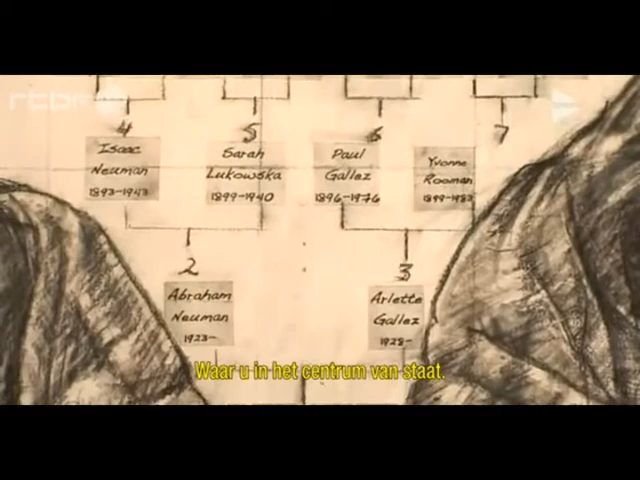 rtbf
4 5 6 7
Isaac
Neuman
1893-1943
Sarah
Lukowska
1899-1940
Paul
Gallez
1896-1976
Yvonne
Rooman
2 3
Abraham
Neuman
1923-
Arlette
Gallez
1928-
Waar u in het centrum van staat.